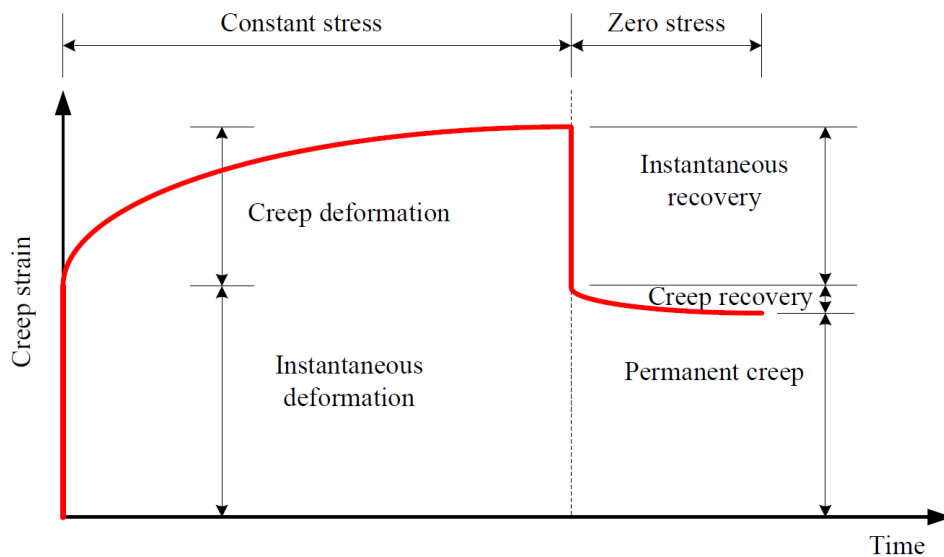 Constant stress
Zero stress
Creep strain
Creep deformation
Instantaneous
deformation
Instantaneous
recovery
Creep recovery
Permanent creep
Time